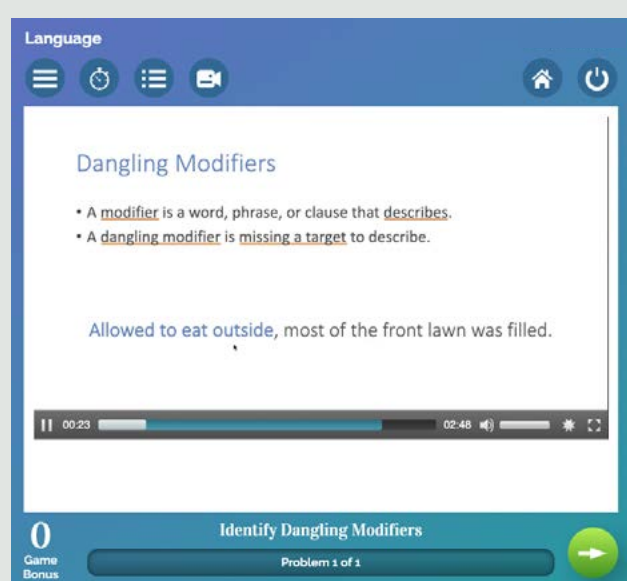 Language
Dangling Modifiers
• A modifier is a word, phrase, or clause that describes.
• A dangling modifier is missing a target to describe.
Allowed to eat outside, most of the front lawn was filled.
00:23 02:48
0
Game
Bonus
Identify Dangling Modifiers
Problem 1 of 1